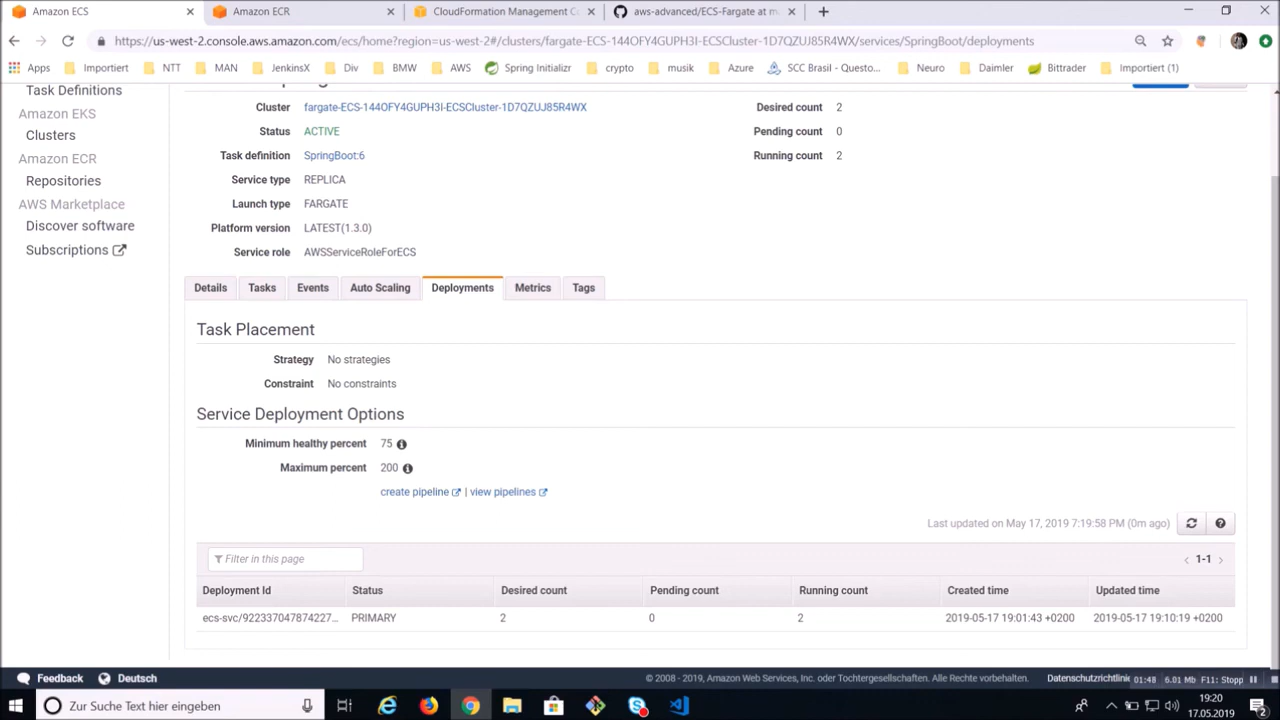 Amazon ECS
Amazon ECR
CloudFormation Management Co
aws-advanced/ECS-Fargate at m
https://us-west-2.console.aws.amazon.com/ecs/home?region=us-west-2#/clusters/fargate-ECS-144OFY4GUPH3I-ECSCluster-1D7QZUJ85R4WX/services/SpringBoot/deployments
Apps Importiert NTT MAN JenkinsX Div BMW AWS Spring Initializr crypto musik Azure SCC Brasil - Questo... Neuro Daimler Bittrader Importiert (1)
Task Definitions
Amazon EKS
Clusters
Amazon ECR
Repositories
AWS Marketplace
Discover software
Subscriptions
Cluster fargate-ECS-144OFY4GUPH3I-ECSCluster-1D7QZUJ85R4WX
Status ACTIVE
Task definition SpringBoot:6
Service type REPLICA
Launch type FARGATE
Platform version LATEST(1.3.0)
Service role AWSServiceRoleForECS
Desired count 2
Pending count 0
Running count 2
Details Tasks Events Auto Scaling Deployments Metrics Tags
Task Placement
Strategy No strategies
Constraint No constraints
Service Deployment Options
Minimum healthy percent 75
Maximum percent 200
create pipeline | view pipelines
Last updated on May 17, 2019 7:19:58 PM (0m ago)
Filter in this page
1-1
Deployment Id Status Desired count Pending count Running count Created time Updated time
ecs-svc/922337047874227... PRIMARY 2 0 2 2019-05-17 19:01:43 +0200 2019-05-17 19:10:19 +0200
Feedback Deutsch
© 2008 - 2019, Amazon Web Services, Inc. oder Tochtergesellschaften. Alle Rechte vorbehalten.
Datenschutzrichtlinie
01:48 6.01 Mb F11: Stopp
Zur Suche Text hier eingeben
19:20
17.05.2019
2